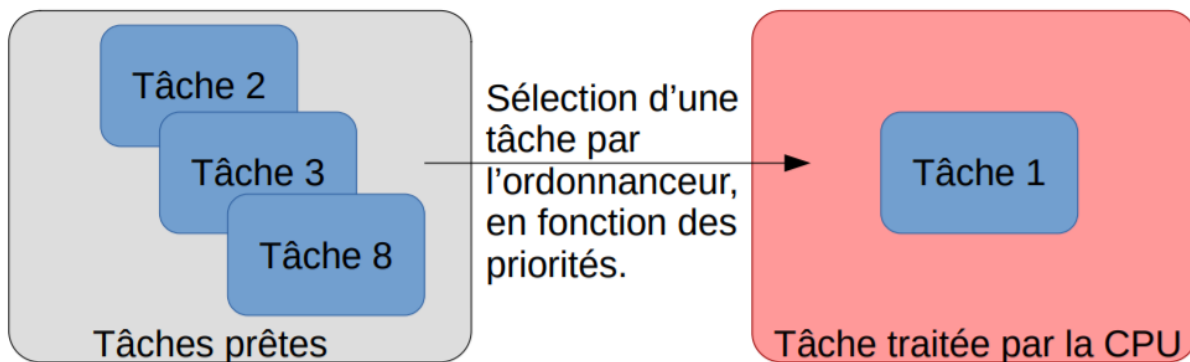 Tâche 2
Tâche 3
Tâche 8
Tâches prêtes
Sélection d’une
tâche par
l’ordonnanceur,
en fonction des
priorités.
Tâche 1
Tâche traitée par la CPU